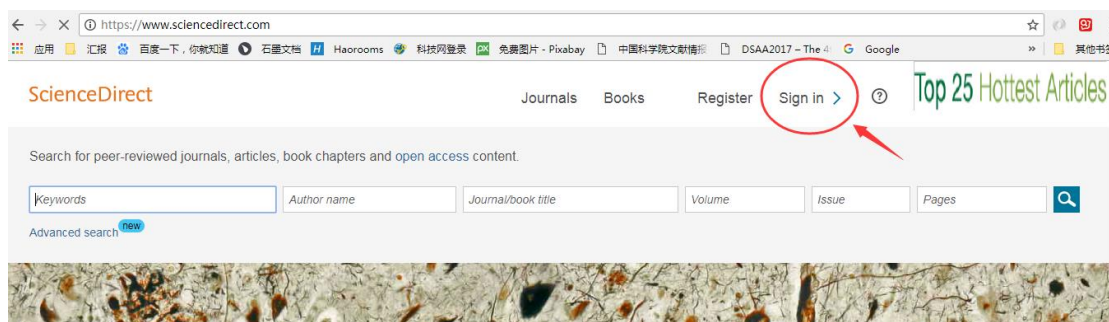 https://www.sciencedirect.com
应用 汇报 百度一下，你就知道 石墨文档 Haorooms 科技网登录 免费图片 - Pixabay 中国科学院文献情报 DSAA2017 – The 4 Google » 其他书签
ScienceDirect Journals Books Register Sign in > ? Top 25 Hottest Articles
Search for peer-reviewed journals, articles, book chapters and open access content.
Keywords Author name Journal/book title Volume Issue Pages
Advanced search new